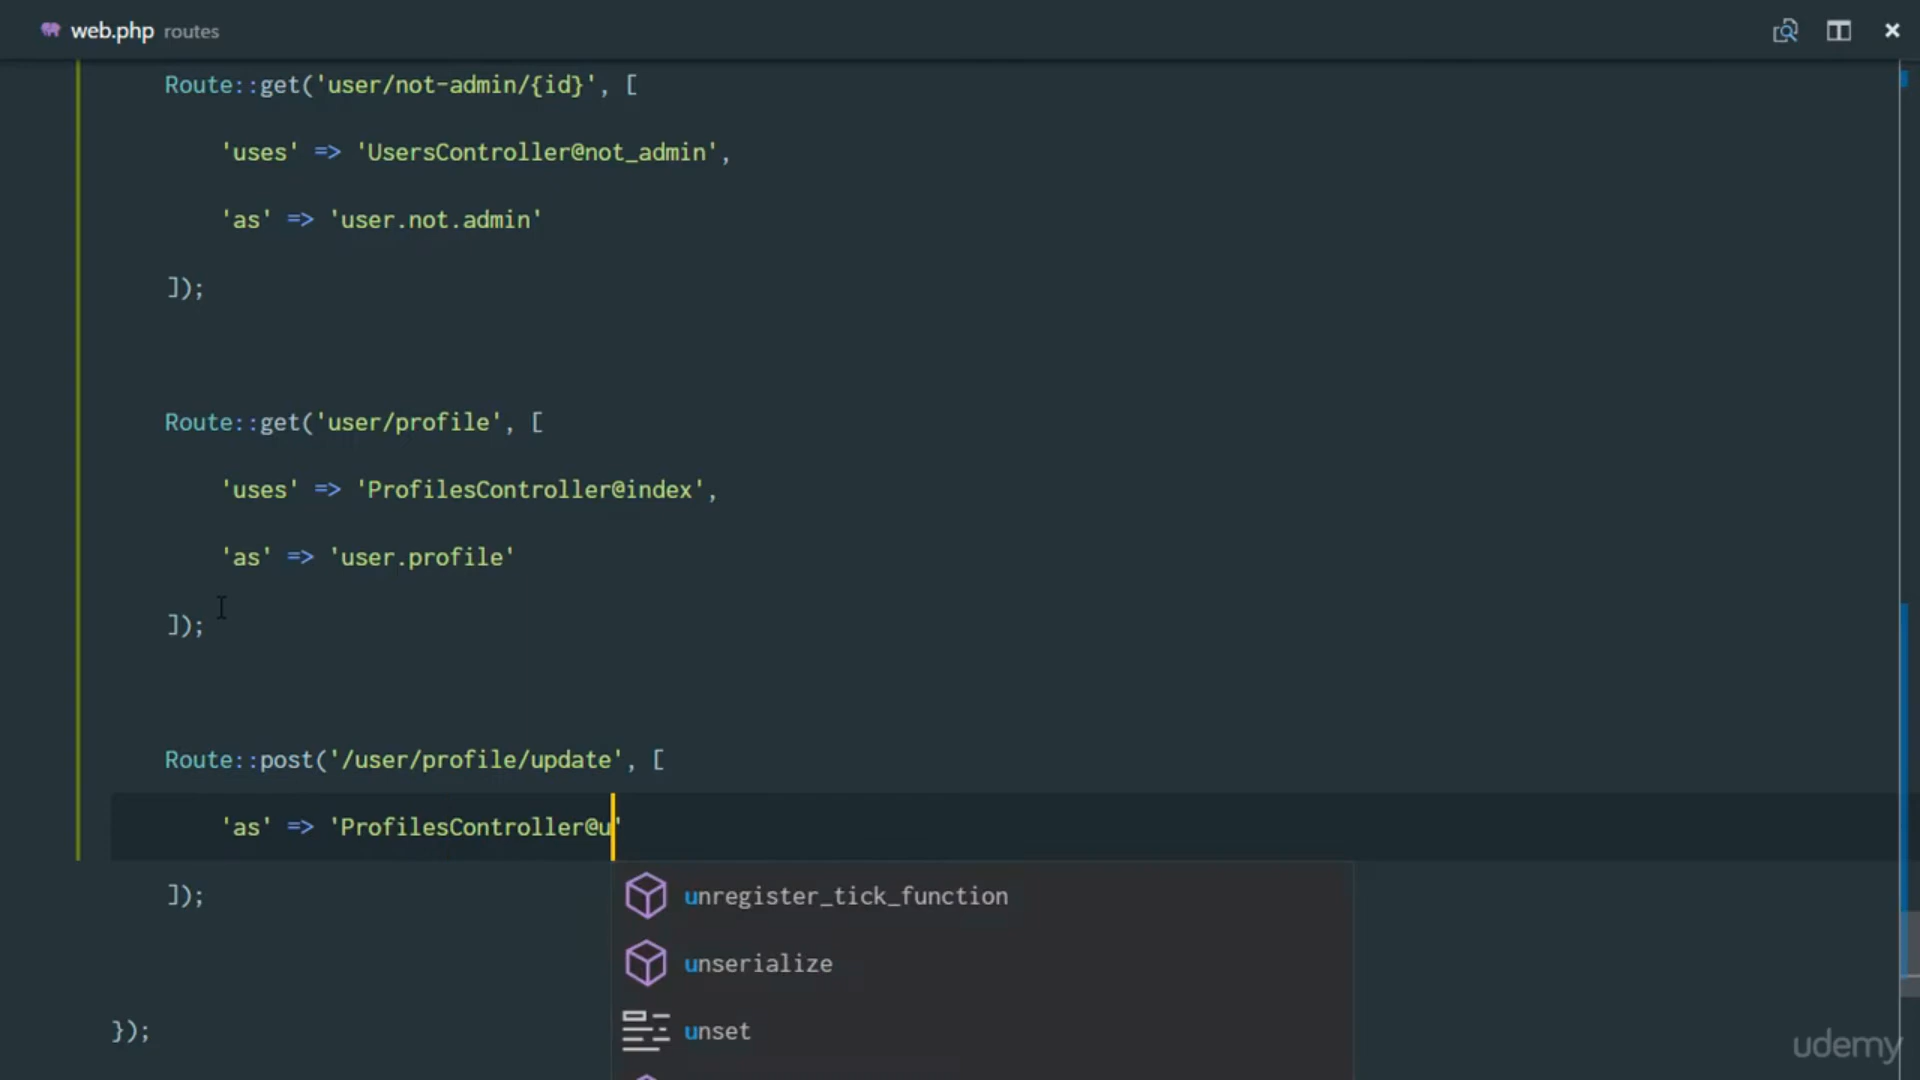 web.php routes
Route::get('user/not-admin/{id}', [
'uses' => 'UsersController@not_admin',
'as' => 'user.not.admin'
]);
Route::get('user/profile', [
'uses' => 'ProfilesController@index',
'as' => 'user.profile'
]);
Route::post('/user/profile/update', [
'as' => 'ProfilesController@u'
unregister_tick_function
]);
unserialize
unset
});
udemy